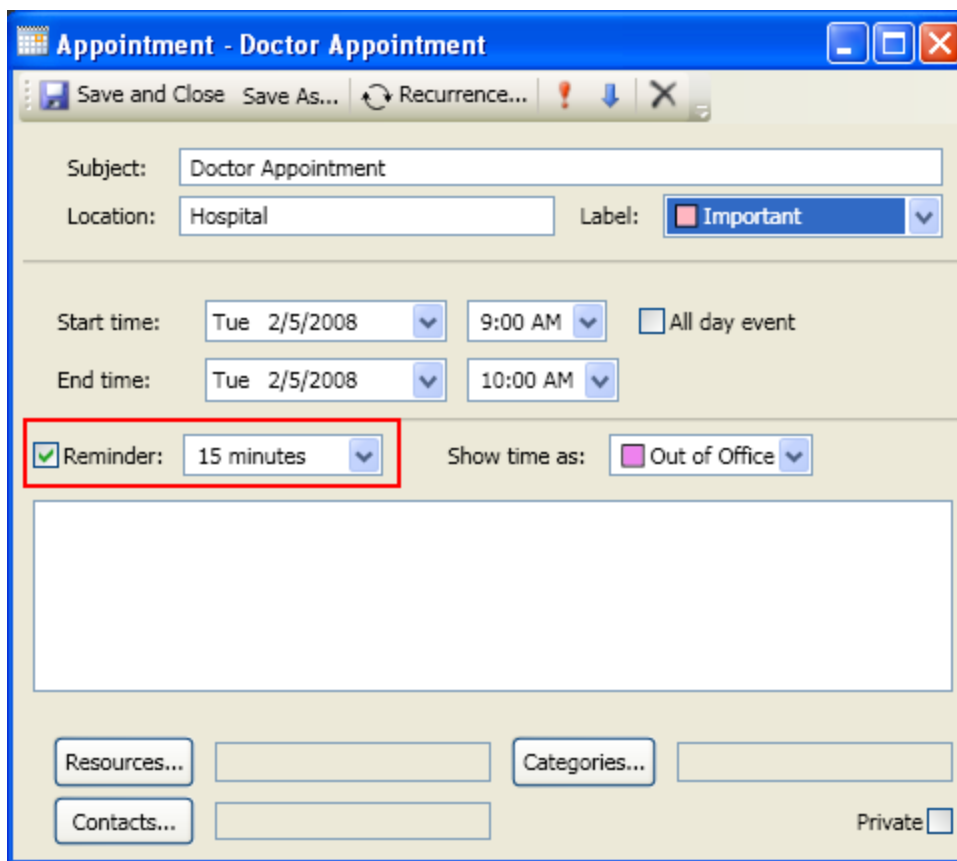 Appointment - Doctor Appointment
Save and Close Save As... Recurrence...
Subject: Doctor Appointment
Location: Hospital Label: Important
Start time: Tue 2/5/2008 9:00 AM All day event
End time: Tue 2/5/2008 10:00 AM
Reminder: 15 minutes Show time as: Out of Office
Resources... Categories...
Contacts... Private